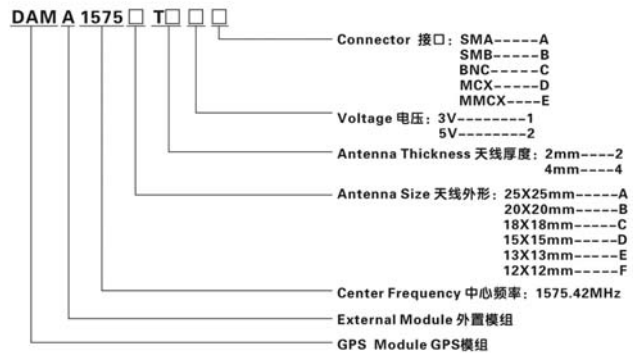 DAM A 1575 □ T□ □ □
Connector 接口: SMA-----A
SMB-----B
BNC-----C
MCX-----D
MMCX----E
Voltage 电压: 3V--------1
5V--------2
Antenna Thickness 天线厚度: 2mm----2
4mm----4
Antenna Size 天线外形: 25X25mm-----A
20X20mm-----B
18X18mm-----C
15X15mm-----D
13X13mm-----E
12X12mm-----F
Center Frequency 中心频率: 1575.42MHz
External Module 外置模组
GPS Module GPS模组